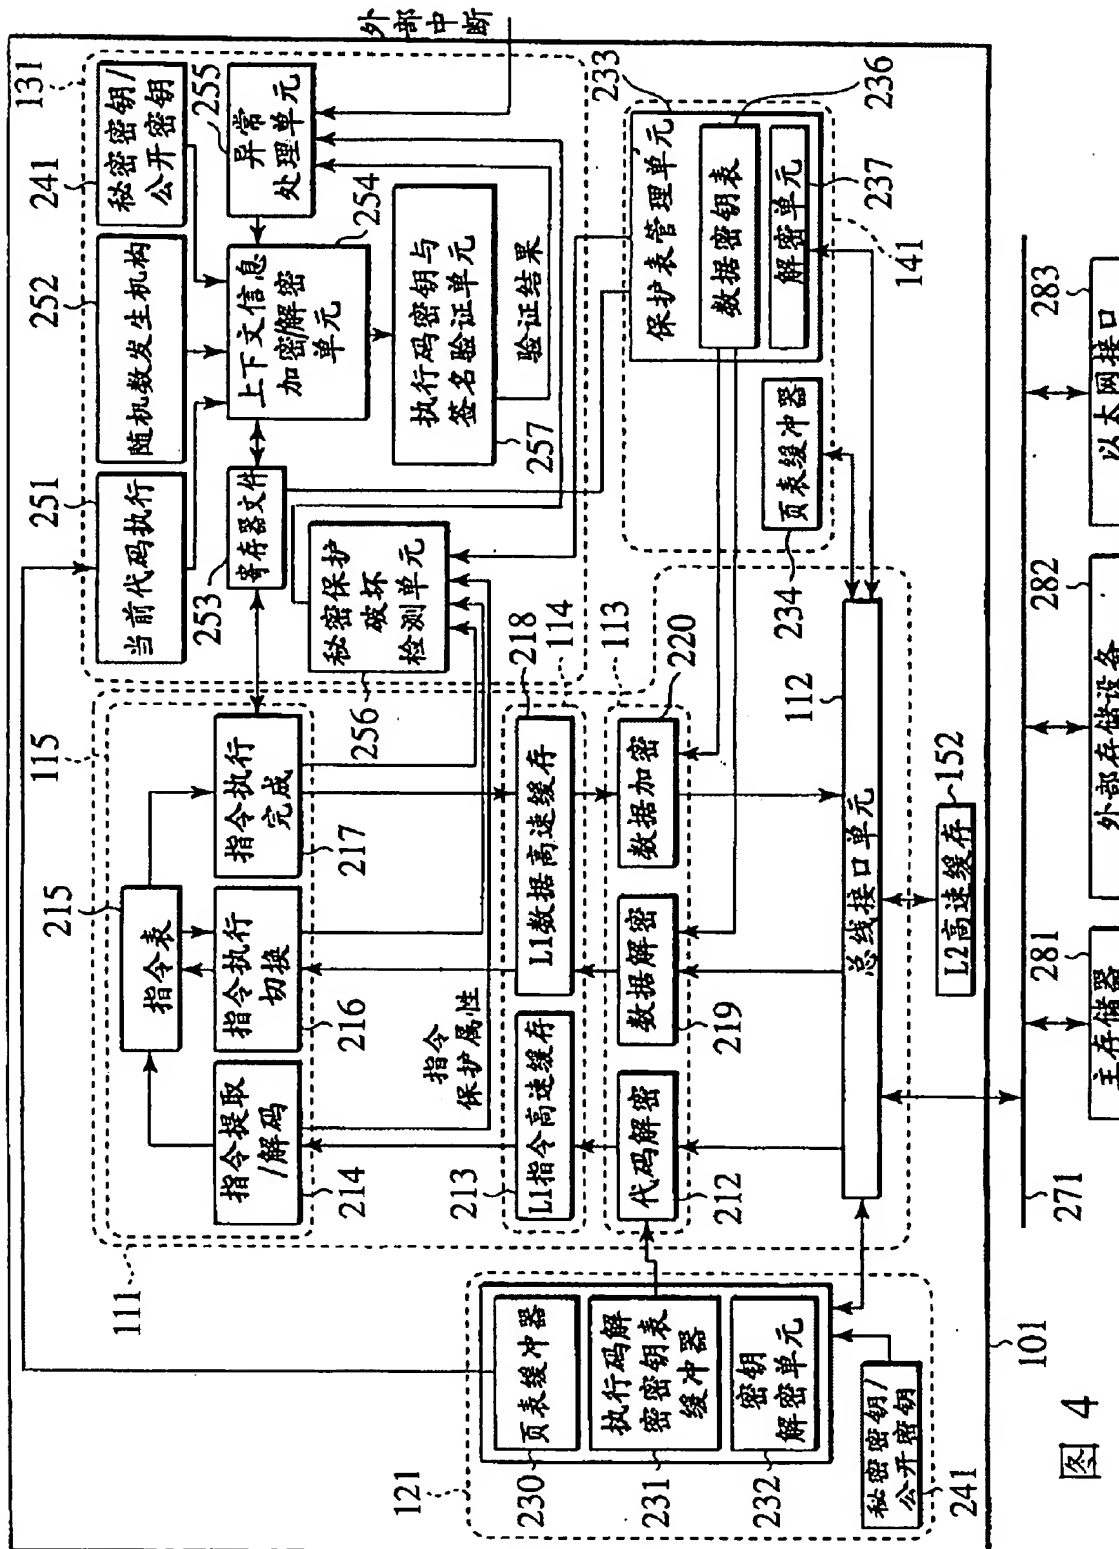 外部中断
131
241
秘密密钥/
公开密钥
255
异常
处理单元
252
随机数发生机构
254
上下文信息
加密/解密
单元
执行码密钥与
签名验证单元
257
验证结果
251
当前代码执行
253
寄存器文件
秘密保护
破坏
检测单元
256
233
保护表管理单元
236
数据密钥表
237
解密单元
141
页表缓冲器
234
115
215
指令表
217
指令执行
完成
216
指令执行
切换
214
指令提取
/解码
指令
保护属性
111
218
114
L1数据高速缓存
213
L1指令高速缓存
113
220
数据加密
219
数据解密
212
代码解密
112
总线接口单元
152
L2高速缓存
121
230
页表缓冲器
231
执行码解
密密钥表
缓冲器
232
密钥
解密单元
241
秘密密钥/
公开密钥
101
271
281
主存储器
282
外部存储设备
283
以太网接口
图 4